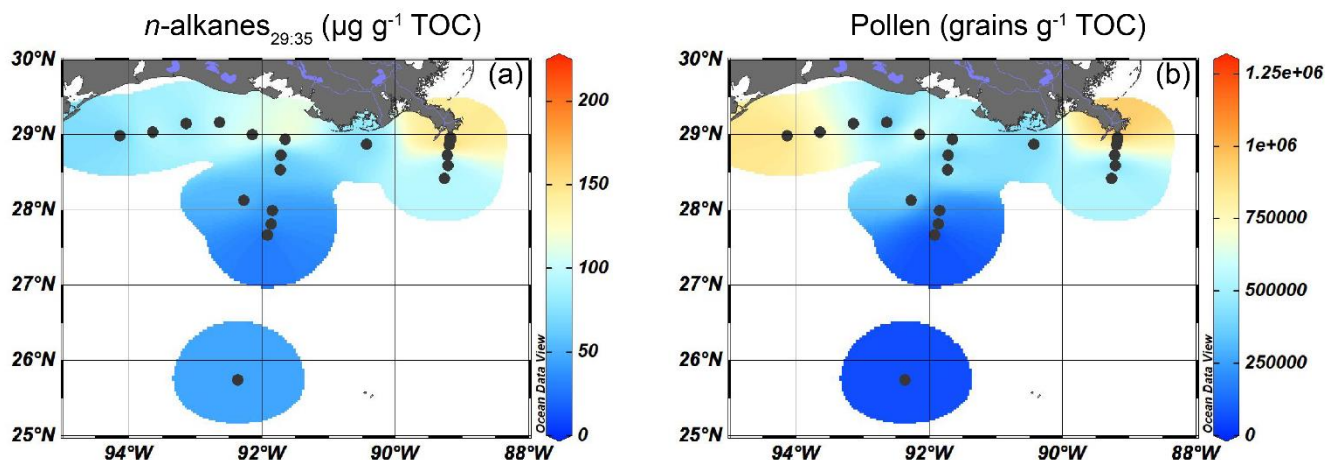 n-alkanes29:35 (µg g-1 TOC)
(a)
30°N
29°N
28°N
27°N
26°N
25°N
94°W
92°W
90°W
88°W
200
150
100
50
0
Ocean Data View
Pollen (grains g-1 TOC)
(b)
30°N
29°N
28°N
27°N
26°N
25°N
94°W
92°W
90°W
88°W
1.25e+06
1e+06
750000
500000
250000
0
Ocean Data View